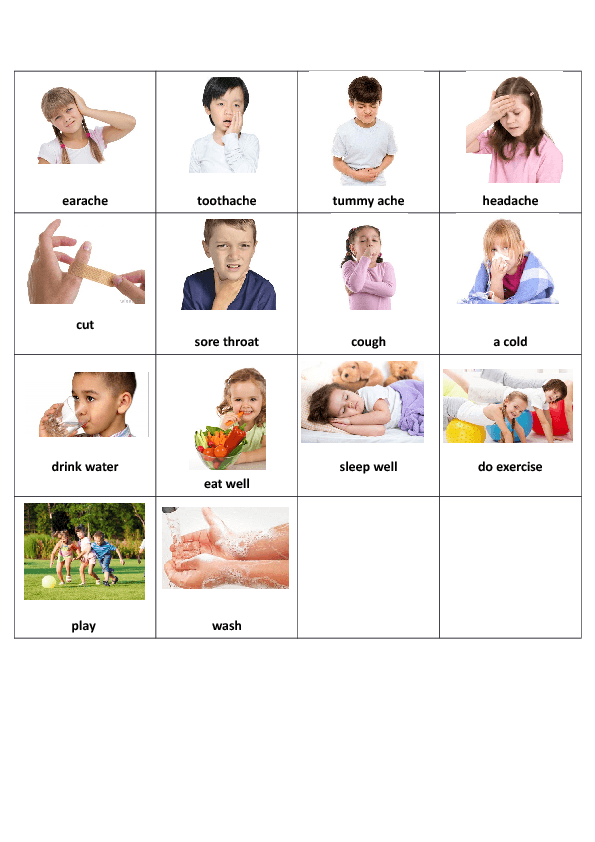 earache
toothache
tummy ache
headache
cut
sore throat
cough
a cold
drink water
eat well
sleep well
do exercise
play
wash